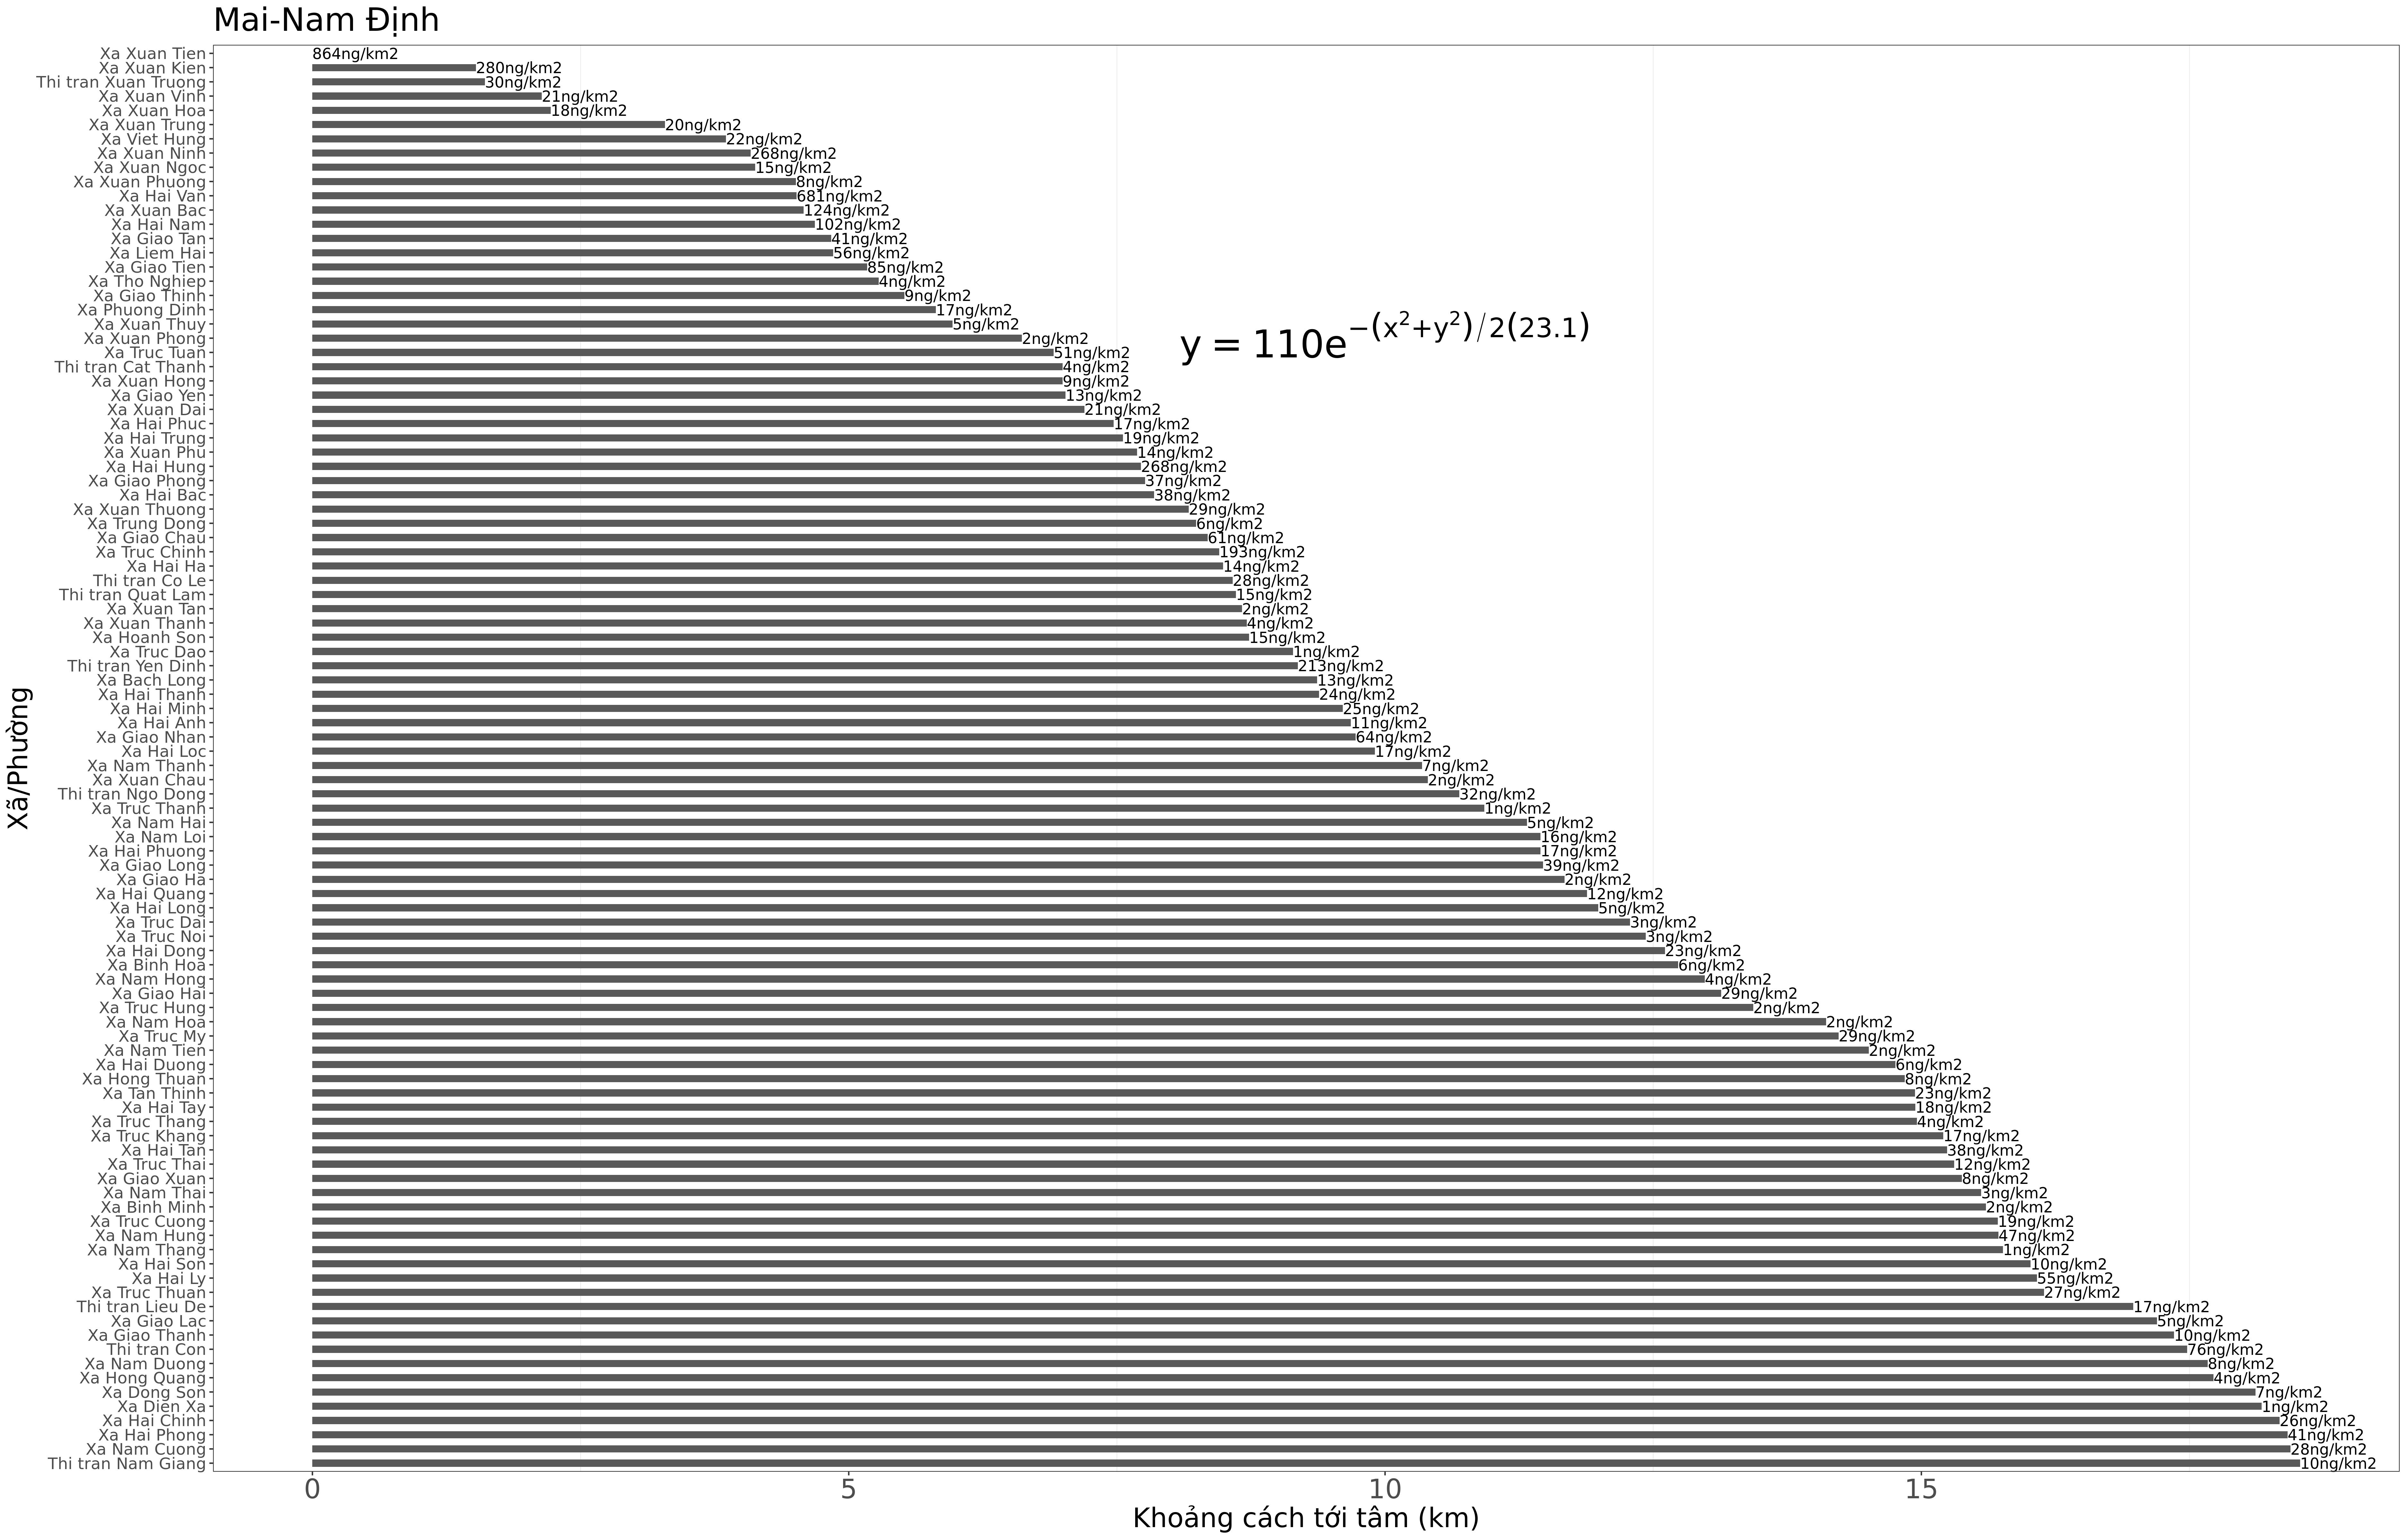 Mai-Nam Định
Xa Xuan Tien 864ng/km2
Xa Xuan Kien 280ng/km2
Thi tran Xuan Truong 30ng/km2
Xa Xuan Vinh 21ng/km2
Xa Xuan Hoa 18ng/km2
Xa Xuan Trung 20ng/km2
Xa Viet Hung 22ng/km2
Xa Xuan Ninh 268ng/km2
Xa Xuan Ngoc 15ng/km2
Xa Xuan Phuong 8ng/km2
Xa Hai Van 681ng/km2
Xa Xuan Bac 124ng/km2
Xa Hai Nam 102ng/km2
Xa Giao Tan 41ng/km2
Xa Liem Hai 56ng/km2
Xa Giao Tien 85ng/km2
Xa Tho Nghiep 4ng/km2
Xa Giao Thinh 9ng/km2
Xa Phuong Dinh 17ng/km2
Xa Xuan Thuy 5ng/km2
y = 110e^−(x²+y²)/2(23.1)
Xa Xuan Phong 2ng/km2
Xa Truc Tuan 51ng/km2
Thi tran Cat Thanh 4ng/km2
Xa Xuan Hong 9ng/km2
Xa Giao Yen 13ng/km2
Xa Xuan Dai 21ng/km2
Xa Hai Phuc 17ng/km2
Xa Hai Trung 19ng/km2
Xa Xuan Phu 14ng/km2
Xa Hai Hung 268ng/km2
Xa Giao Phong 37ng/km2
Xa Hai Bac 38ng/km2
Xa Xuan Thuong 29ng/km2
Xa Trung Dong 6ng/km2
Xa Giao Chau 61ng/km2
Xa Truc Chinh 193ng/km2
Xa Hai Ha 14ng/km2
Thi tran Co Le 28ng/km2
Thi tran Quat Lam 15ng/km2
Xa Xuan Tan 2ng/km2
Xa Xuan Thanh 4ng/km2
Xa Hoanh Son 15ng/km2
Xa Truc Dao 1ng/km2
Thi tran Yen Dinh 213ng/km2
Xa Bach Long 13ng/km2
Xa Hai Thanh 24ng/km2
Xa Hai Minh 25ng/km2
Xa Hai Anh 11ng/km2
Xa Giao Nhan 64ng/km2
Xa Hai Loc 17ng/km2
Xa Nam Thanh 7ng/km2
Xa Xuan Chau 2ng/km2
Thi tran Ngo Dong 32ng/km2
Xa Truc Thanh 1ng/km2
Xa Nam Hai 5ng/km2
Xa Nam Loi 16ng/km2
Xa Hai Phuong 17ng/km2
Xa Giao Long 39ng/km2
Xa Giao Ha 2ng/km2
Xa Hai Quang 12ng/km2
Xa Hai Long 5ng/km2
Xa Truc Dai 3ng/km2
Xa Truc Noi 3ng/km2
Xa Hai Dong 23ng/km2
Xa Binh Hoa 6ng/km2
Xa Nam Hong 4ng/km2
Xa Giao Hai 29ng/km2
Xa Truc Hung 2ng/km2
Xa Nam Hoa 2ng/km2
Xa Truc My 29ng/km2
Xa Nam Tien 2ng/km2
Xa Hai Duong 6ng/km2
Xa Hong Thuan 8ng/km2
Xa Tan Thinh 23ng/km2
Xa Hai Tay 18ng/km2
Xa Truc Thang 4ng/km2
Xa Truc Khang 17ng/km2
Xa Hai Tan 38ng/km2
Xa Truc Thai 12ng/km2
Xa Giao Xuan 8ng/km2
Xa Nam Thai 3ng/km2
Xa Binh Minh 2ng/km2
Xa Truc Cuong 19ng/km2
Xa Nam Hung 47ng/km2
Xa Nam Thang 1ng/km2
Xa Hai Son 10ng/km2
Xa Hai Ly 55ng/km2
Xa Truc Thuan 27ng/km2
Thi tran Lieu De 17ng/km2
Xa Giao Lac 5ng/km2
Xa Giao Thanh 10ng/km2
Thi tran Con 76ng/km2
Xa Nam Duong 8ng/km2
Xa Hong Quang 4ng/km2
Xa Dong Son 7ng/km2
Xa Dien Xa 1ng/km2
Xa Hai Chinh 26ng/km2
Xa Hai Phong 41ng/km2
Xa Nam Cuong 28ng/km2
Thi tran Nam Giang 10ng/km2
Xã/Phường
0 5 10 15
Khoảng cách tới tâm (km)